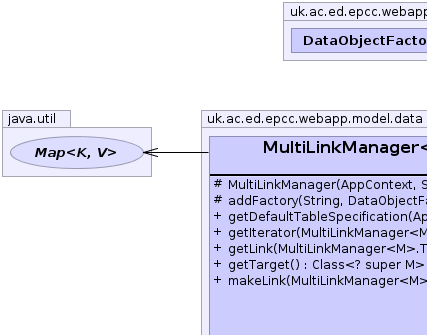 uk.ac.ed.epcc.webapp
DataObjectFacto
java.util
Map<K, V>
uk.ac.ed.epcc.webapp.model.data
MultiLinkManager<
# MultiLinkManager(AppContext, S
# addFactory(String, DataObjectFa
+ getDefaultTableSpecification(Ap
+ getIterator(MultiLinkManager<M
+ getLink(MultiLinkManager<M>.T
+ getTarget() : Class<? super M>
+ makeLink(MultiLinkManager<M>